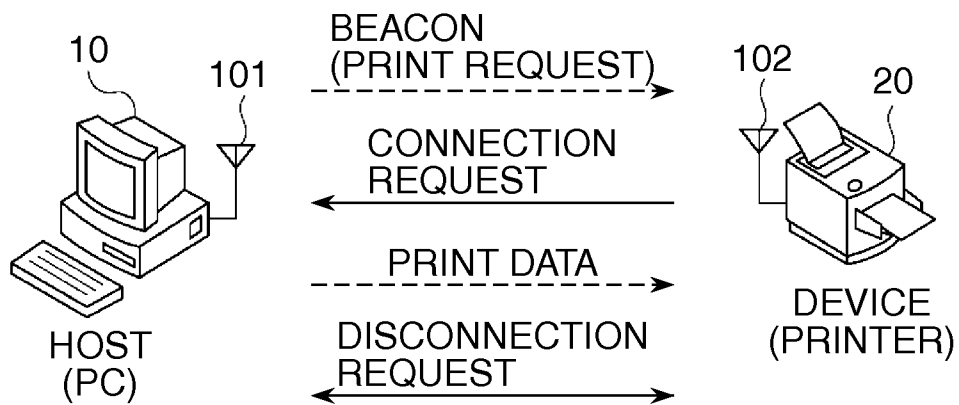 BEACON
(PRINT REQUEST)
10
101
102
20
CONNECTION
REQUEST
PRINT DATA
DISCONNECTION
REQUEST
HOST
(PC)
DEVICE
(PRINTER)